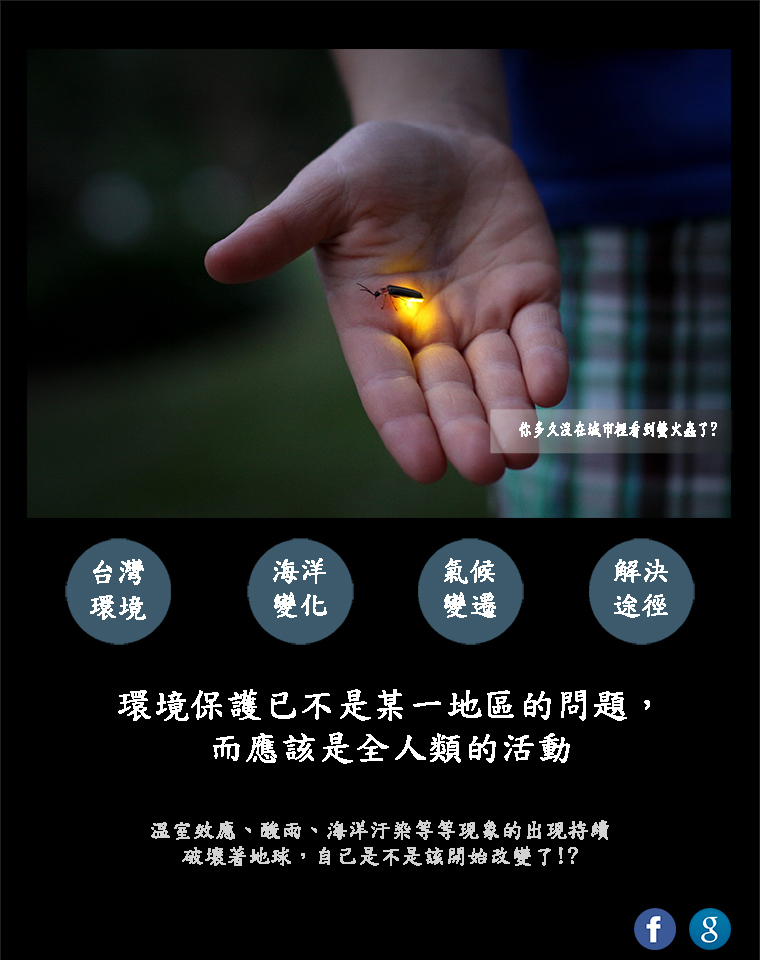 你多久沒在城市裡看到螢火蟲了?
台灣
環境
海洋
變化
氣候
變遷
解決
途徑
環境保護已不是某一地區的問題，
而應該是全人類的活動
溫室效應、酸雨、海洋汙染等等現象的出現持續
破壞著地球，自己是不是該開始改變了!?
f
g